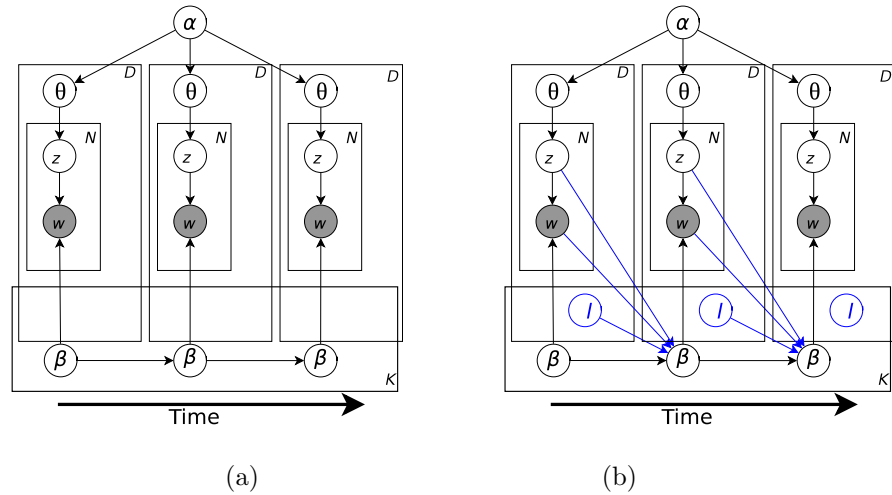 α α
D D D D D D
θ θ θ θ θ θ
N N N N N N
z z z z z z
w w w w w w
l l l
β β β β β β
K K
Time Time
(a) (b)